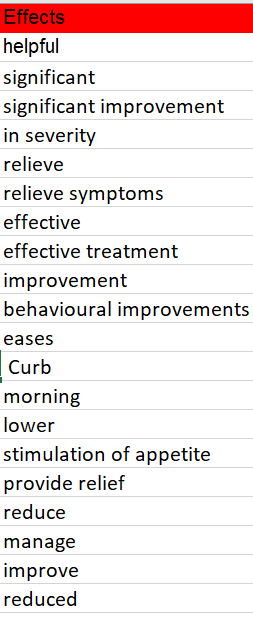 Effects
helpful
significant
significant improvement
in severity
relieve
relieve symptoms
effective
effective treatment
improvement
behavioural improvements
eases
Curb
morning
lower
stimulation of appetite
provide relief
reduce
manage
improve
reduced